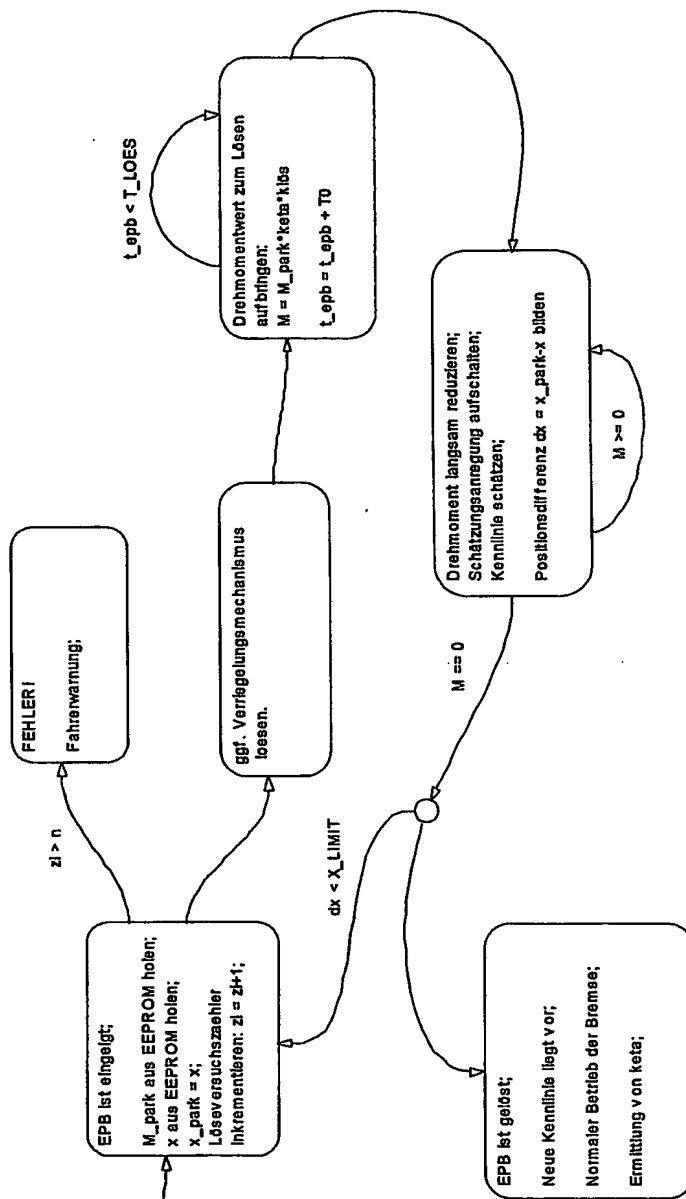 EPB ist eingelgt;
M_park aus EEPROM holen;
x aus EEPROM holen;
x_park = x;
Löseversuchszaehler
Inkrementieren: zl = zl+1;
zl > n
FEHLER!
Fahrerwarnung;
ggf. Verriegelungsmechanismus
loesen.
t_epb < T_LOES
Drehmomentwert zum Lösen
aufbringen:
M = M_park*keta*klös
t_epb = t_epb + T0
Drehmoment langsam reduzieren;
Schätzungsanregung aufschalten;
Kennlinie schätzen;
Positionsdifferenz dx = x_park-x bilden
M >= 0
M == 0
dx < X_LIMIT
EPB ist gelöst;
Neue Kennlinie liegt vor;
Normaler Betrieb der Bremse;
Ermittlung von keta;